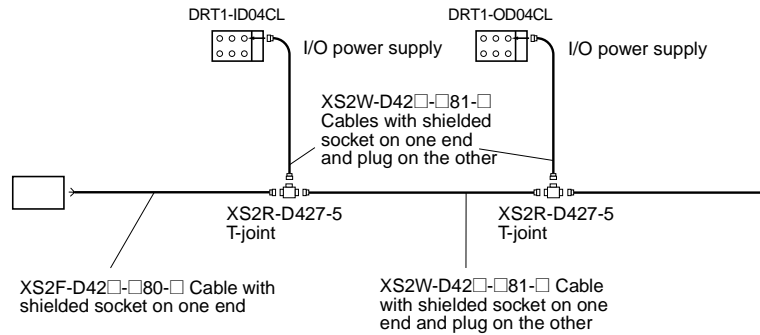 DRT1-ID04CL
DRT1-OD04CL
I/O power supply
I/O power supply
XS2W-D42□-□81-□
Cables with shielded
socket on one end
and plug on the other
XS2R-D427-5
T-joint
XS2R-D427-5
T-joint
XS2F-D42□-□80-□ Cable with
shielded socket on one end
XS2W-D42□-□81-□ Cable
with shielded socket on one
end and plug on the other